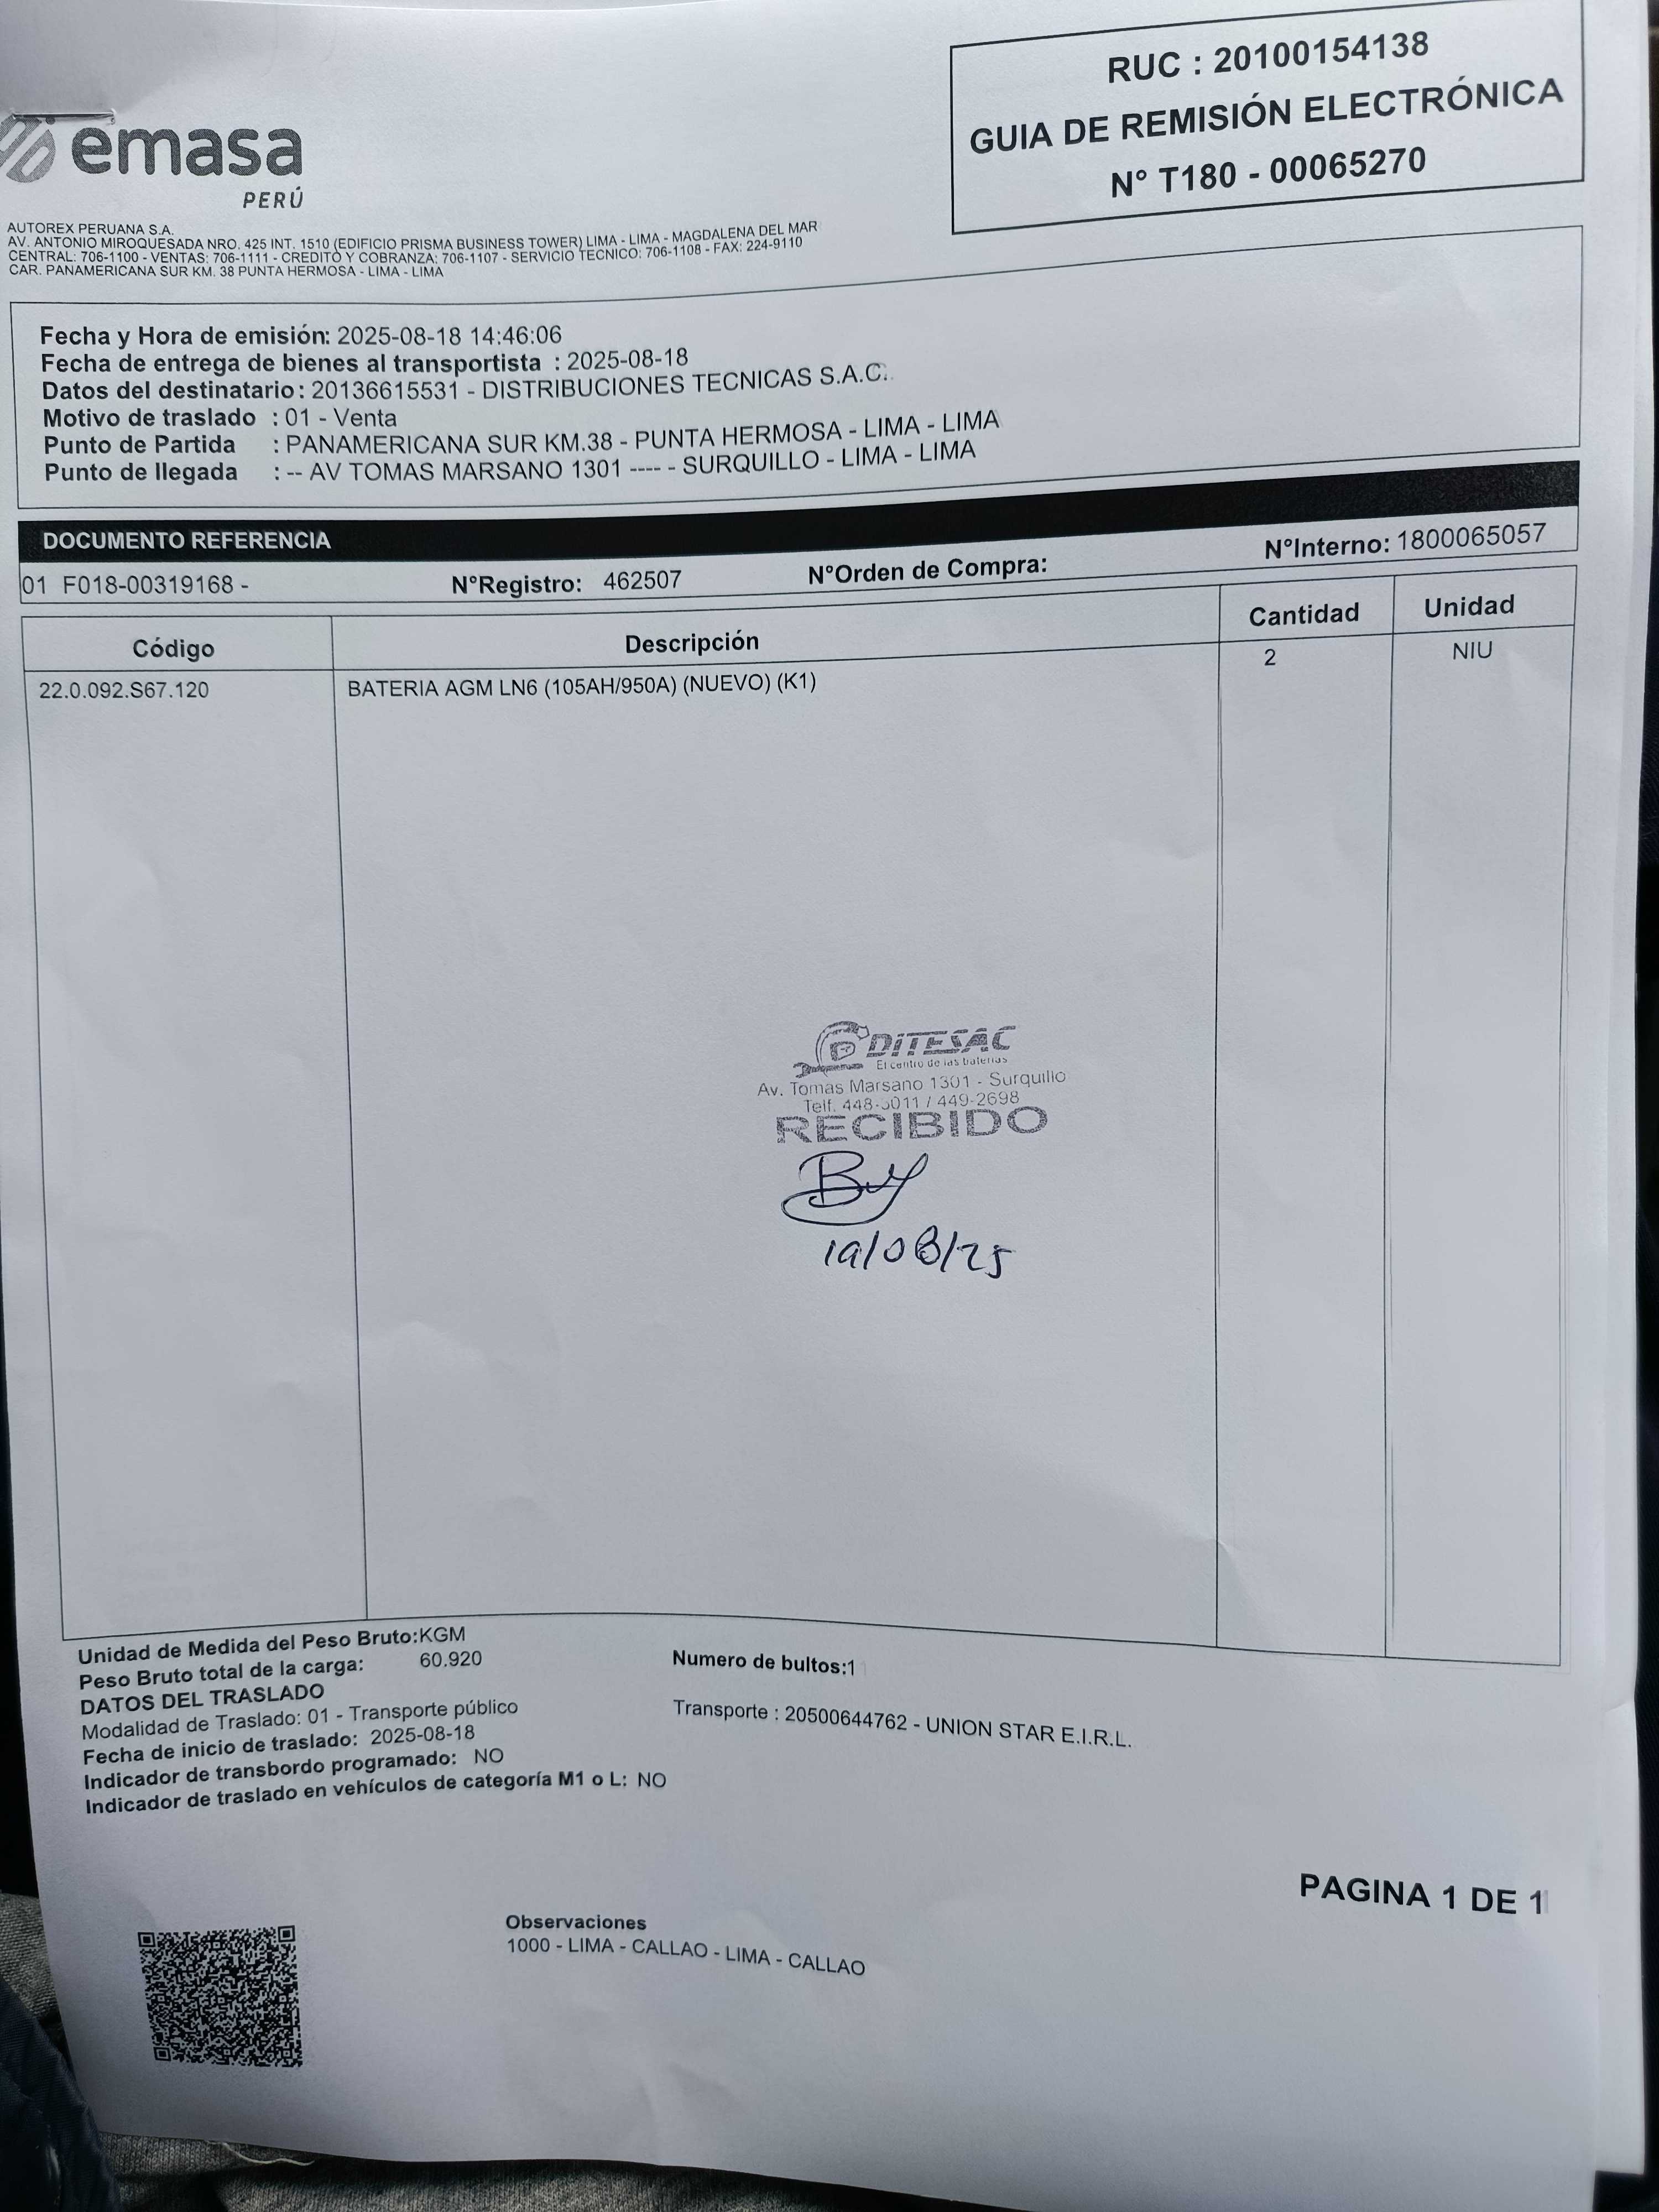 RUC : 20100154138
GUIA DE REMISIÓN ELECTRÓNICA
N° T180 - 00065270
emasa
PERÚ
AUTOREX PERUANA S.A.
AV. ANTONIO MIROQUESADA NRO. 425 INT. 1510 (EDIFICIO PRISMA BUSINESS TOWER) LIMA - LIMA - MAGDALENA DEL MAR
CENTRAL: 706-1100 - VENTAS: 706-1111 - CREDITO Y COBRANZA: 706-1107 - SERVICIO TECNICO: 706-1108 - FAX: 224-9110
CAR. PANAMERICANA SUR KM. 38 PUNTA HERMOSA - LIMA - LIMA
Fecha y Hora de emisión: 2025-08-18 14:46:06
Fecha de entrega de bienes al transportista : 2025-08-18
Datos del destinatario: 20136615531 - DISTRIBUCIONES TECNICAS S.A.C.
Motivo de traslado : 01 - Venta
Punto de Partida : PANAMERICANA SUR KM.38 - PUNTA HERMOSA - LIMA - LIMA
Punto de llegada : -- AV TOMAS MARSANO 1301 ---- - SURQUILLO - LIMA - LIMA
DOCUMENTO REFERENCIA
01 F018-00319168 - N°Registro: 462507 N°Orden de Compra: N°Interno: 1800065057
Código Descripción Cantidad Unidad
22.0.092.S67.120 BATERIA AGM LN6 (105AH/950A) (NUEVO) (K1) 2 NIU
DITESAC
El centro de las baterias
Av. Tomas Marsano 1301 - Surquillo
Telf. 448-5011 / 449-2698
RECIBIDO
19/08/25
Unidad de Medida del Peso Bruto:KGM
Peso Bruto total de la carga: 60.920 Numero de bultos:1
DATOS DEL TRASLADO
Modalidad de Traslado: 01 - Transporte público Transporte : 20500644762 - UNION STAR E.I.R.L.
Fecha de inicio de traslado: 2025-08-18
Indicador de transbordo programado: NO
Indicador de traslado en vehículos de categoría M1 o L: NO
PAGINA 1 DE 1
Observaciones
1000 - LIMA - CALLAO - LIMA - CALLAO